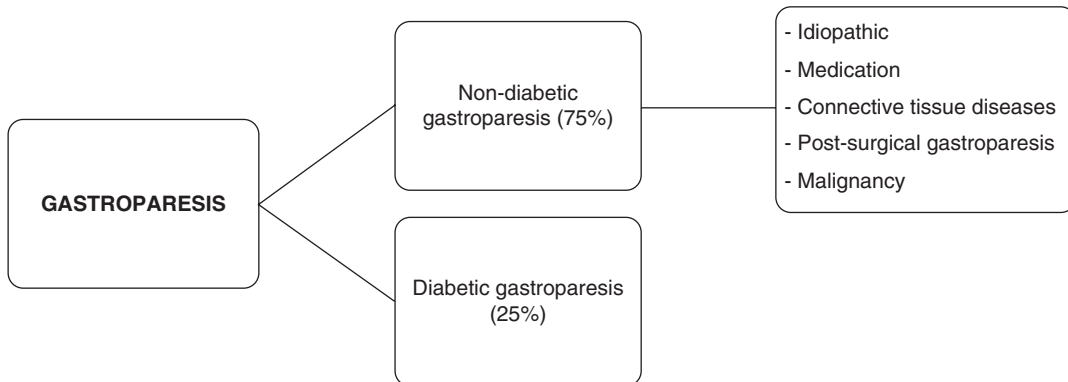 GASTROPARESIS
Non-diabetic
gastroparesis (75%)
- Idiopathic
- Medication
- Connective tissue diseases
- Post-surgical gastroparesis
- Malignancy
Diabetic gastroparesis
(25%)